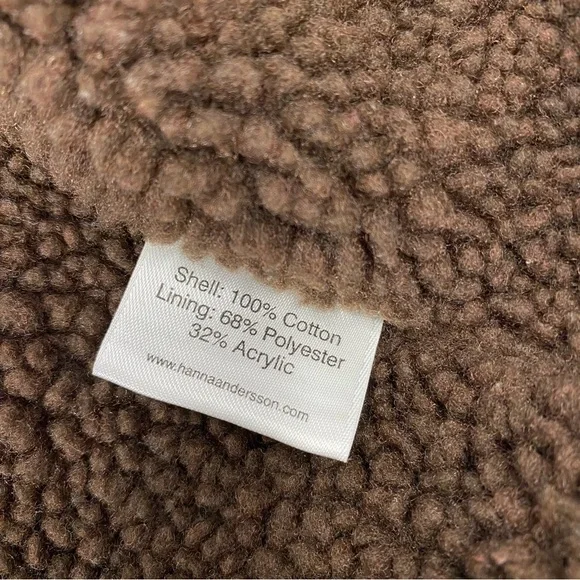 Shell: 100% Cotton
Lining: 68% Polyester
32% Acrylic
www.hannaandersson.com